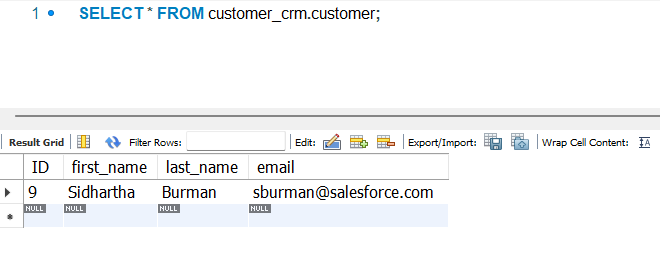 1 SELECT * FROM customer_crm.customer;
Result Grid Filter Rows: Edit: Export/Import: Wrap Cell Content: IA
ID first_name last_name email
9 Sidhartha Burman sburman@salesforce.com
NULL NULL NULL NULL